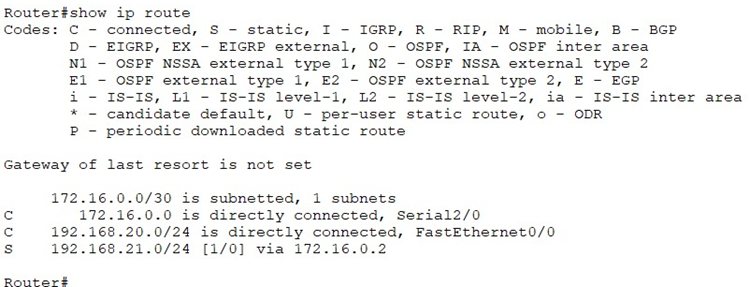 Router#show ip route
Codes: C - connected, S - static, I - IGRP, R - RIP, M - mobile, B - BGP
       D - EIGRP, EX - EIGRP external, O - OSPF, IA - OSPF inter area
       N1 - OSPF NSSA external type 1, N2 - OSPF NSSA external type 2
       E1 - OSPF external type 1, E2 - OSPF external type 2, E - EGP
       i - IS-IS, L1 - IS-IS level-1, L2 - IS-IS level-2, ia - IS-IS inter area
       * - candidate default, U - per-user static route, o - ODR
       P - periodic downloaded static route
Gateway of last resort is not set
     172.16.0.0/30 is subnetted, 1 subnets
C       172.16.0.0 is directly connected, Serial2/0
C    192.168.20.0/24 is directly connected, FastEthernet0/0
S    192.168.21.0/24 [1/0] via 172.16.0.2
Router#